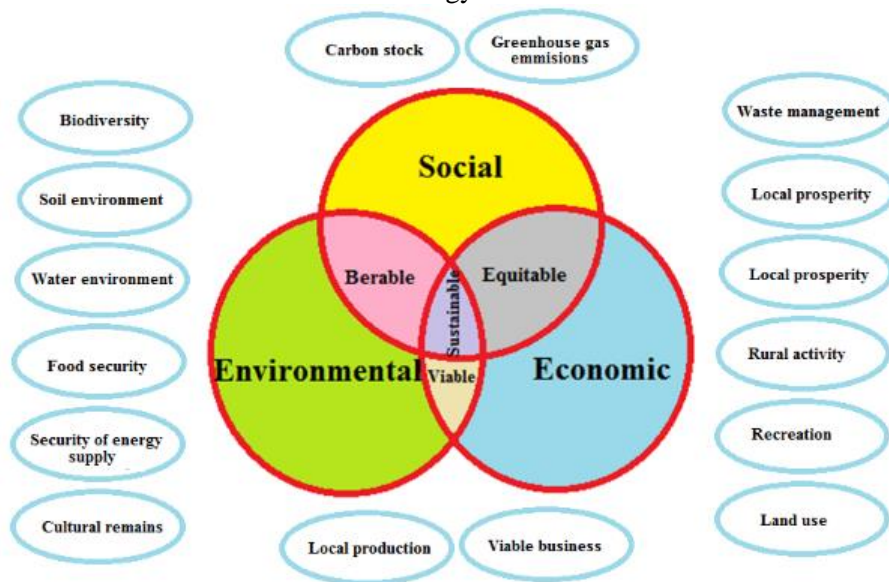 Carbon stock
Greenhouse gas
emmisions
Biodiversity
Soil environment
Water environment
Food security
Security of energy
supply
Cultural remains
Social
Berable
Equitable
Sustainable
Environmental
Viable
Economic
Waste management
Local prosperity
Local prosperity
Rural activity
Recreation
Land use
Local production
Viable business